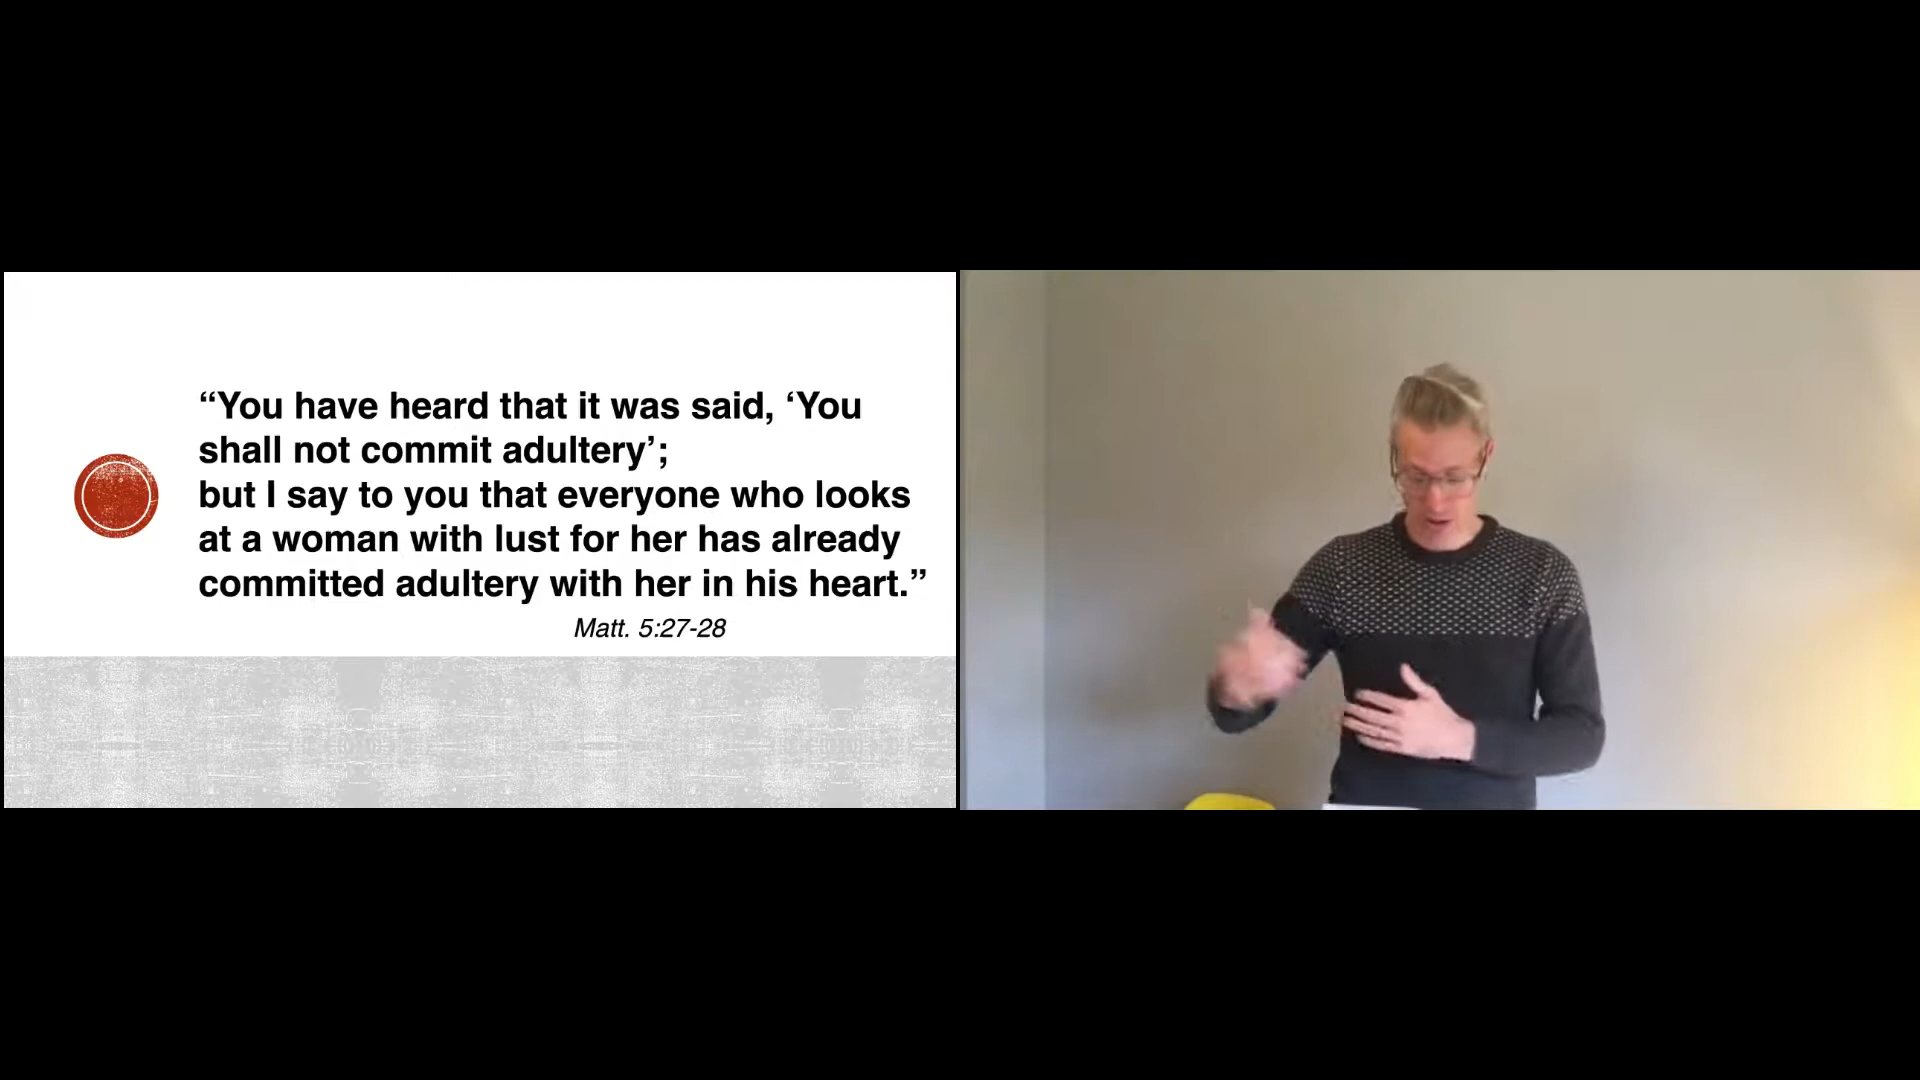 “You have heard that it was said, ‘You
shall not commit adultery’;
but I say to you that everyone who looks
at a woman with lust for her has already
committed adultery with her in his heart.”
Matt. 5:27-28